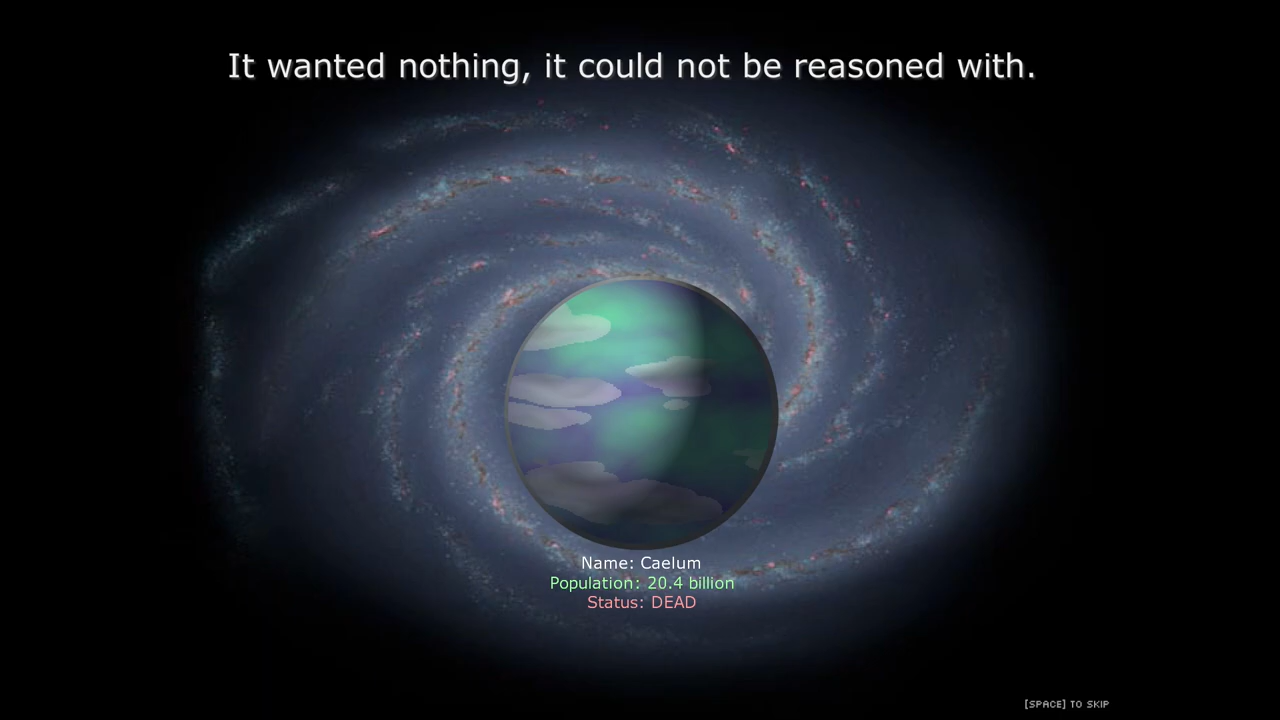 It wanted nothing, it could not be reasoned with.
Name: Caelum
Population: 20.4 billion
Status: DEAD
[SPACE] TO SKIP